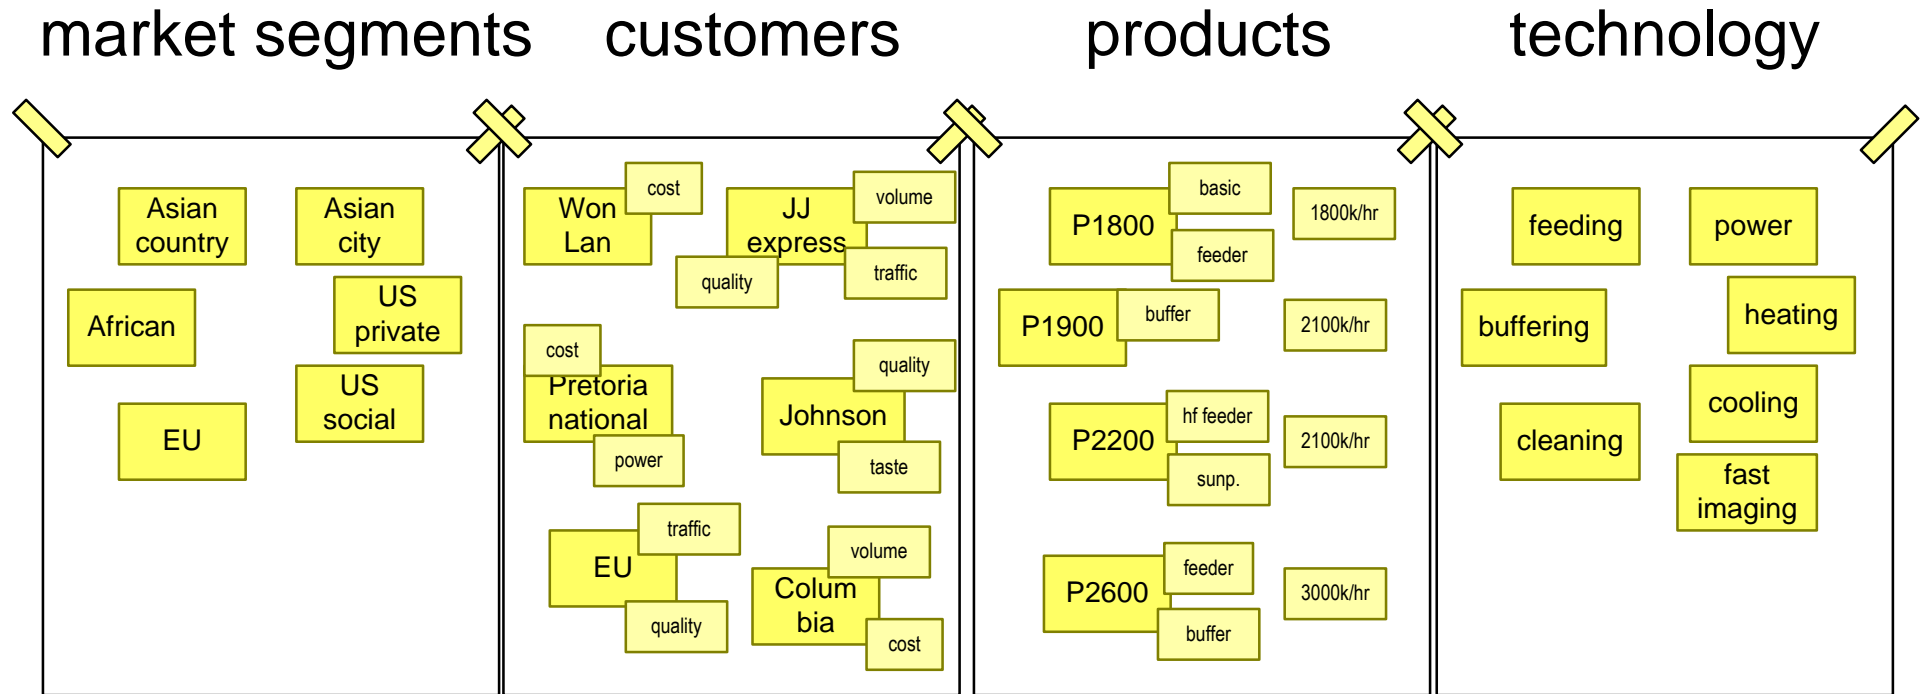 market segments
customers
products
technology
Asian
country
Asian
city
African
US
private
US
social
EU
Won
Lan
cost
JJ
express
volume
quality
traffic
cost
Pretoria
national
power
quality
Johnson
taste
traffic
EU
quality
volume
Colum
bia
cost
P1800
basic
feeder
1800k/hr
P1900
buffer
2100k/hr
P2200
hf feeder
sunp.
2100k/hr
P2600
feeder
buffer
3000k/hr
feeding
power
buffering
heating
cooling
cleaning
fast
imaging